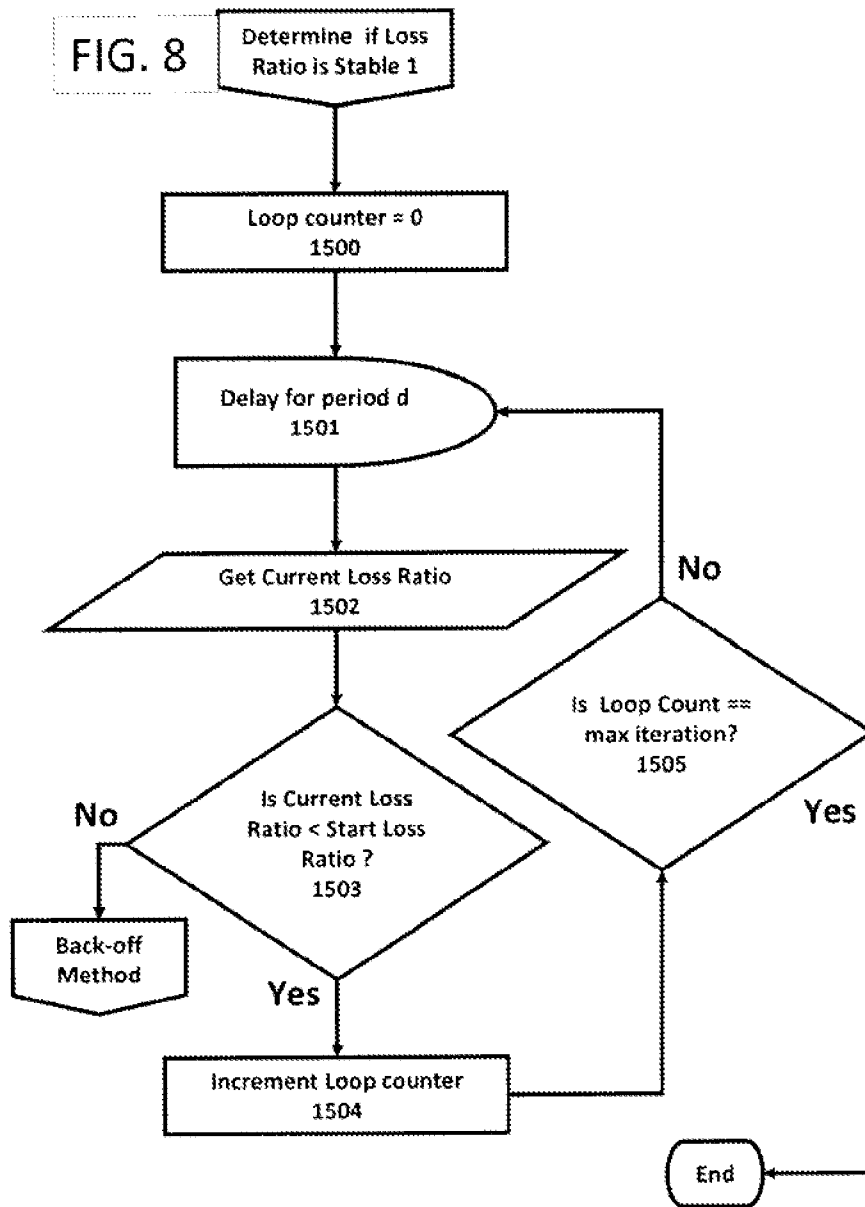 FIG. 8
Determine if Loss
Ratio is Stable 1
Loop counter = 0
1500
Delay for period d
1501
Get Current Loss Ratio
1502
Is Current Loss
Ratio < Start Loss
Ratio ?
1503
No
Back-off
Method
Yes
Increment Loop counter
1504
Is Loop Count ==
max iteration?
1505
No
Yes
End